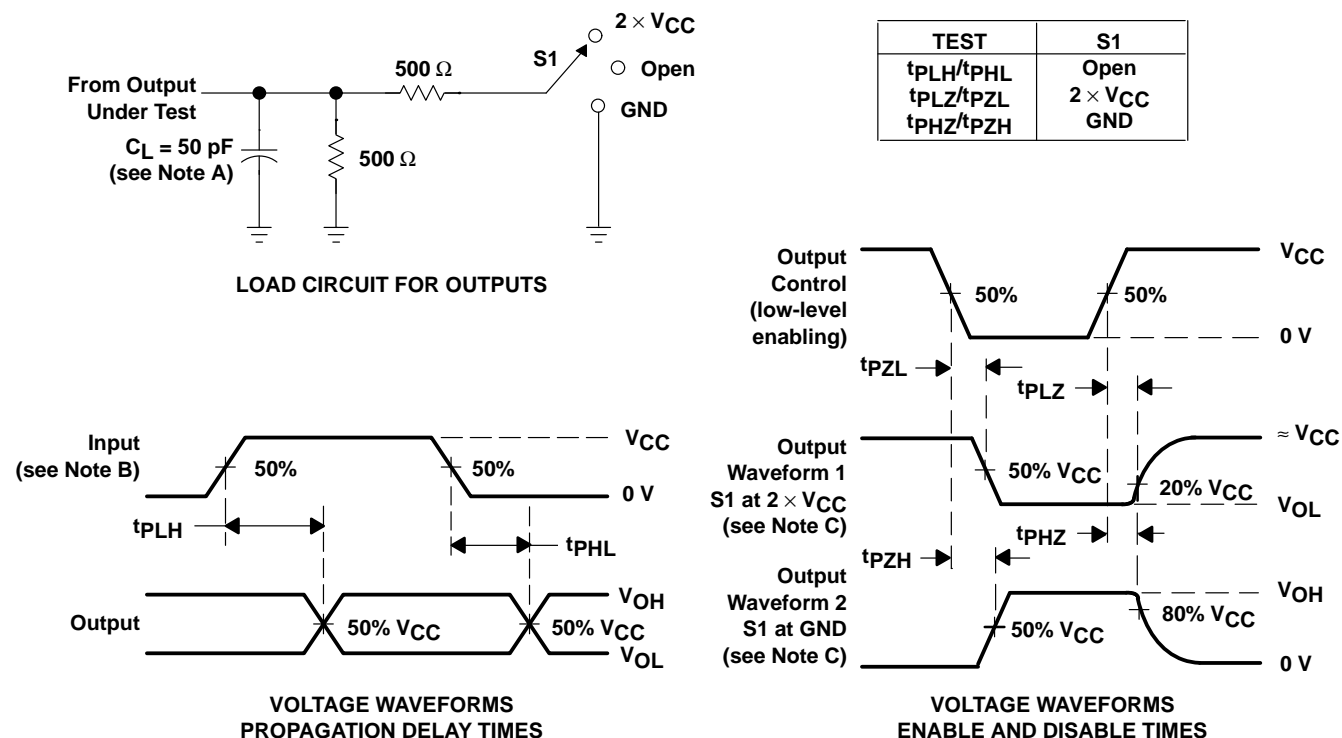 2 × VCC
S1
500 Ω
Open
From Output
Under Test
GND
CL = 50 pF
(see Note A)
500 Ω
LOAD CIRCUIT FOR OUTPUTS
TEST S1
tPLH/tPHL Open
tPLZ/tPZL 2 × VCC
tPHZ/tPZH GND
Input
(see Note B)
50%
50%
VCC
0 V
tPLH
tPHL
Output
50% VCC
50% VCC
VOH
VOL
VOLTAGE WAVEFORMS
PROPAGATION DELAY TIMES
Output
Control
(low-level
enabling)
50%
50%
VCC
0 V
tPZL
tPLZ
Output
Waveform 1
S1 at 2 × VCC
(see Note C)
50% VCC
20% VCC
≈ VCC
VOL
tPZH
tPHZ
Output
Waveform 2
S1 at GND
(see Note C)
50% VCC
80% VCC
VOH
0 V
VOLTAGE WAVEFORMS
ENABLE AND DISABLE TIMES